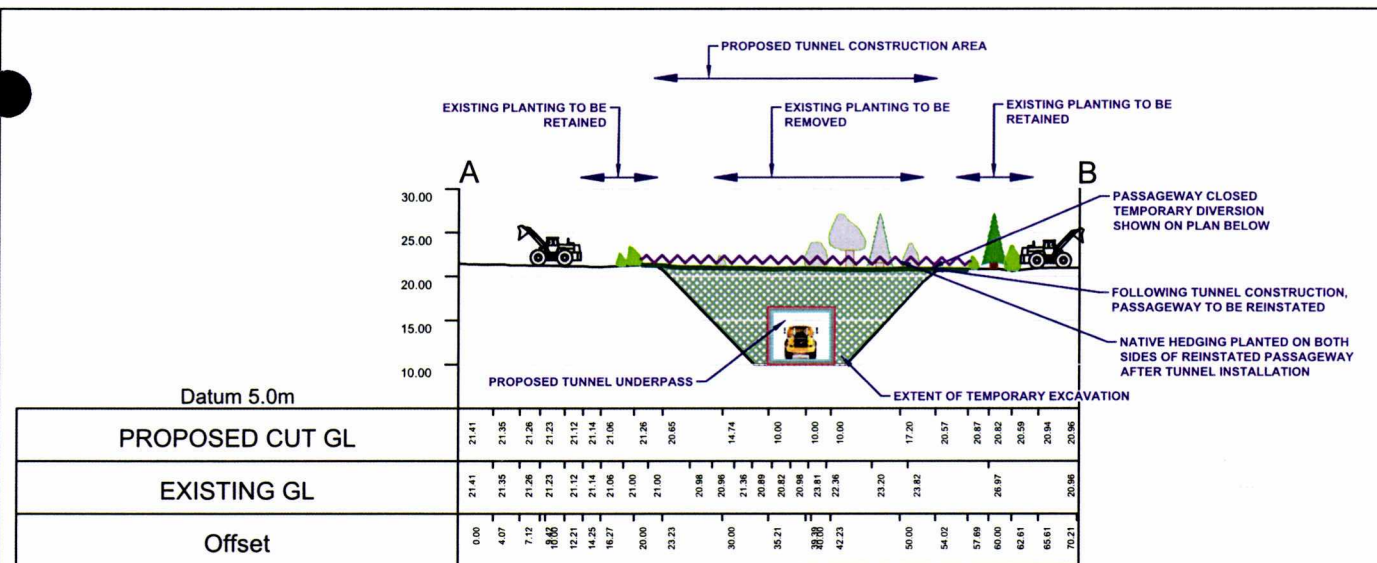 PROPOSED TUNNEL CONSTRUCTION AREA
EXISTING PLANTING TO BE
RETAINED
EXISTING PLANTING TO BE
REMOVED
EXISTING PLANTING TO BE
RETAINED
A
B
30.00
25.00
20.00
15.00
10.00
PASSAGEWAY CLOSED
TEMPORARY DIVERSION
SHOWN ON PLAN BELOW
FOLLOWING TUNNEL CONSTRUCTION,
PASSAGEWAY TO BE REINSTATED
NATIVE HEDGING PLANTED ON BOTH
SIDES OF REINSTATED PASSAGEWAY
AFTER TUNNEL INSTALLATION
PROPOSED TUNNEL UNDERPASS
EXTENT OF TEMPORARY EXCAVATION
Datum 5.0m
PROPOSED CUT GL
21.41 21.35 21.26 21.23 21.12 21.14 21.06 21.26 20.65 14.74 10.00 10.00 10.00 17.20 20.57 20.87 20.82 20.59 20.94 20.96
EXISTING GL
21.41 21.35 21.26 21.23 21.12 21.14 21.06 21.00 21.00 20.98 20.96 21.36 20.89 20.82 20.98 23.81 22.36 23.20 23.82 26.97 20.96
Offset
0.00 4.07 7.12 10.00 12.21 14.25 16.27 20.00 23.23 30.00 35.21 40.00 42.23 50.00 54.02 57.69 60.00 62.61 65.61 70.21